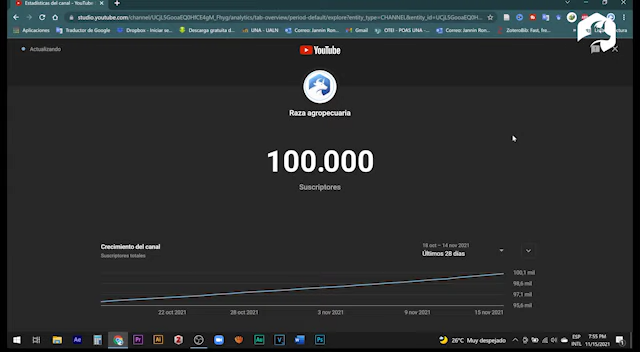 Estadísticas del canal - YouTube
studio.youtube.com/channel/UCJL5GooaEQ0HICE4gM_Fhyg/analytics/tab-overview/period-default/explore?entity_type=CHANNEL&entity_id=UCJL5GooaEQ0H
Aplicaciones
Traductor de Google
Dropbox - Iniciar se
Descarga gratuita d
UNA - UALN
Correo: Jarmin Ron
Gmail
CITEI - POAS UNA -
Correo: Jarmin Ron
ZoteroBib: Fast, fre
Actualizando
YouTube
Raza agropecuaria
100.000
Suscriptores
Crecimiento del canal
Suscriptores totales
18 oct – 14 nov 2021
Últimos 28 días
100,1 mil
98,6 mil
97,1 mil
95,6 mil
22 oct 2021
28 oct 2021
3 nov 2021
9 nov 2021
15 nov 2021
26°C Muy despejado
ESP
INTL
7:55 PM
11/15/2021